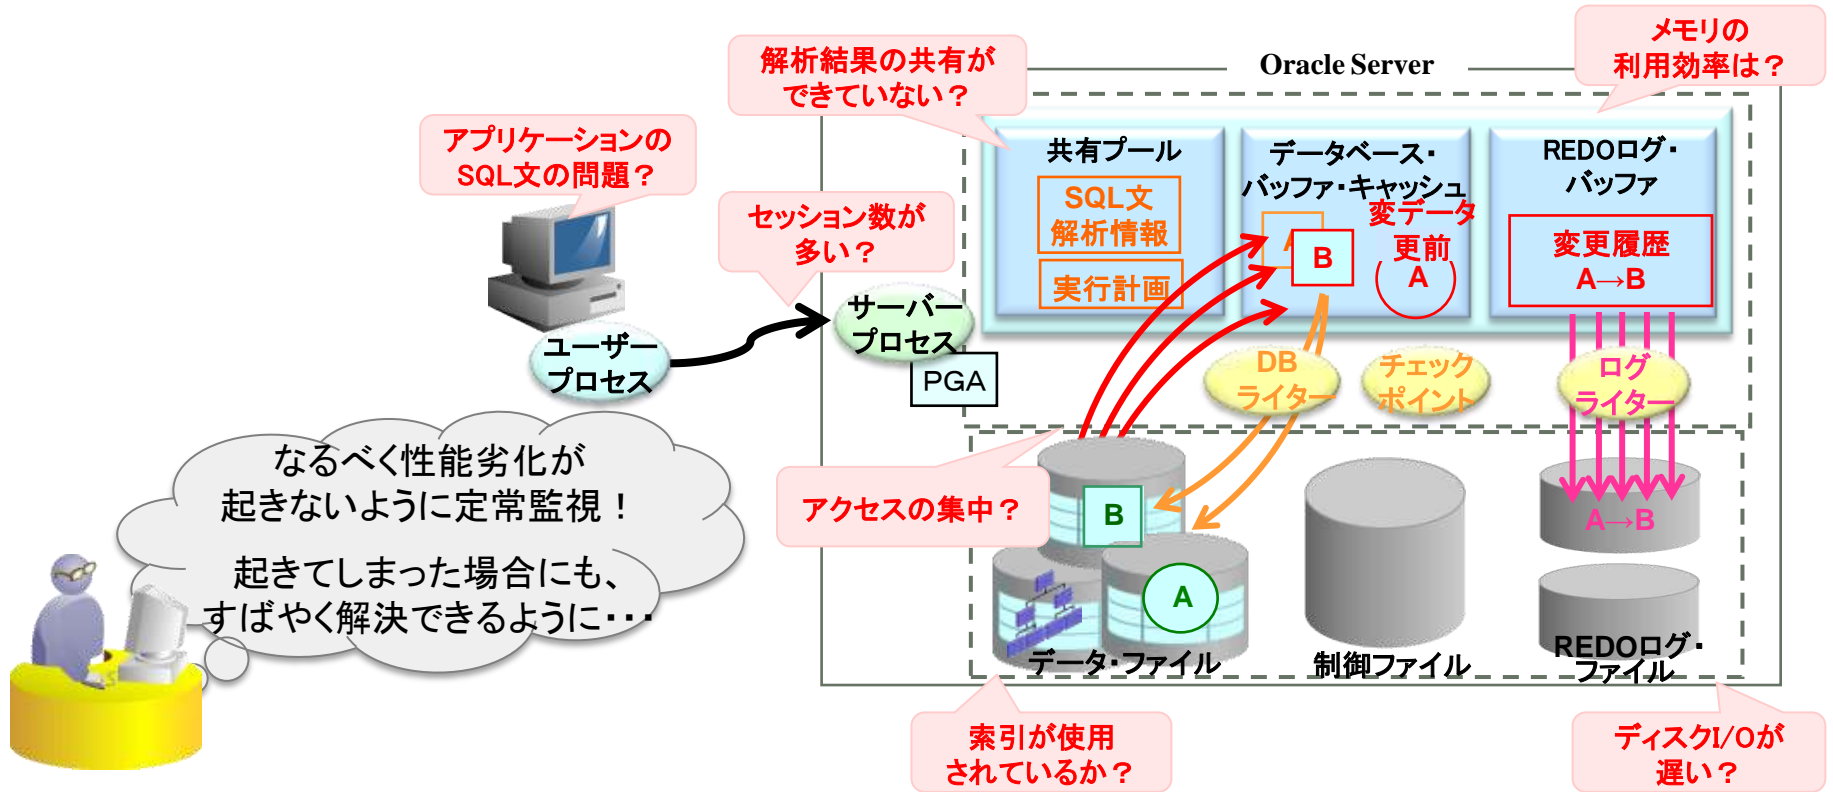 解析結果の共有が
できていない？
Oracle Server
メモリの
利用効率は？
アプリケーションの
SQL文の問題？
セッション数が
多い？
共有プール
SQL文
解析情報
実行計画
データベース・
バッファ・キャッシュ
A
B
変データ
更前
A
REDOログ・
バッファ
変更履歴
A→B
サーバー
プロセス
PGA
ユーザー
プロセス
DB
ライター
チェック
ポイント
ログ
ライター
なるべく性能劣化が
起きないように定常監視！
起きてしまった場合にも、
すばやく解決できるように・・・
アクセスの集中？
B
A
A→B
データ・ファイル
制御ファイル
REDOログ・
ファイル
索引が使用
されているか？
ディスクI/Oが
遅い？